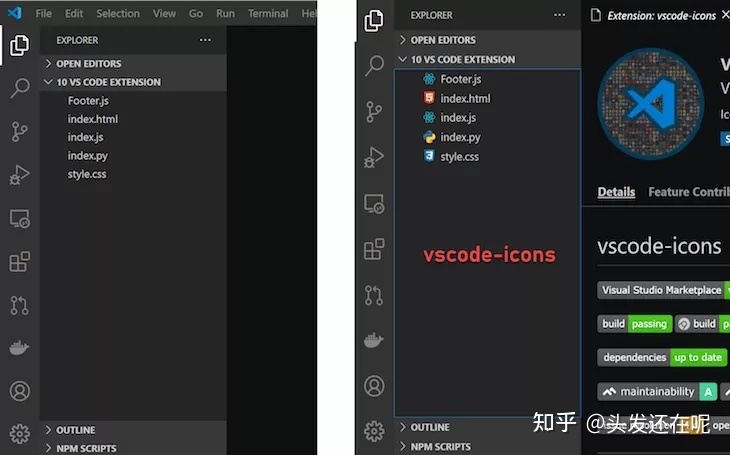 File Edit Selection View Go Run Terminal Hel
EXPLORER ...
OPEN EDITORS
10 VS CODE EXTENSION
Footer.js
index.html
index.js
index.py
style.css
OUTLINE
NPM SCRIPTS
EXPLORER ...
OPEN EDITORS
10 VS CODE EXTENSION
Footer.js
index.html
index.js
index.py
style.css
vscode-icons
OUTLINE
NPM SCRIPTS
Extension: vscode-icons
Details Feature Contrib
vscode-icons
Visual Studio Marketplace
build passing build
dependencies up to date
maintainability A
知乎 @头发还在呢